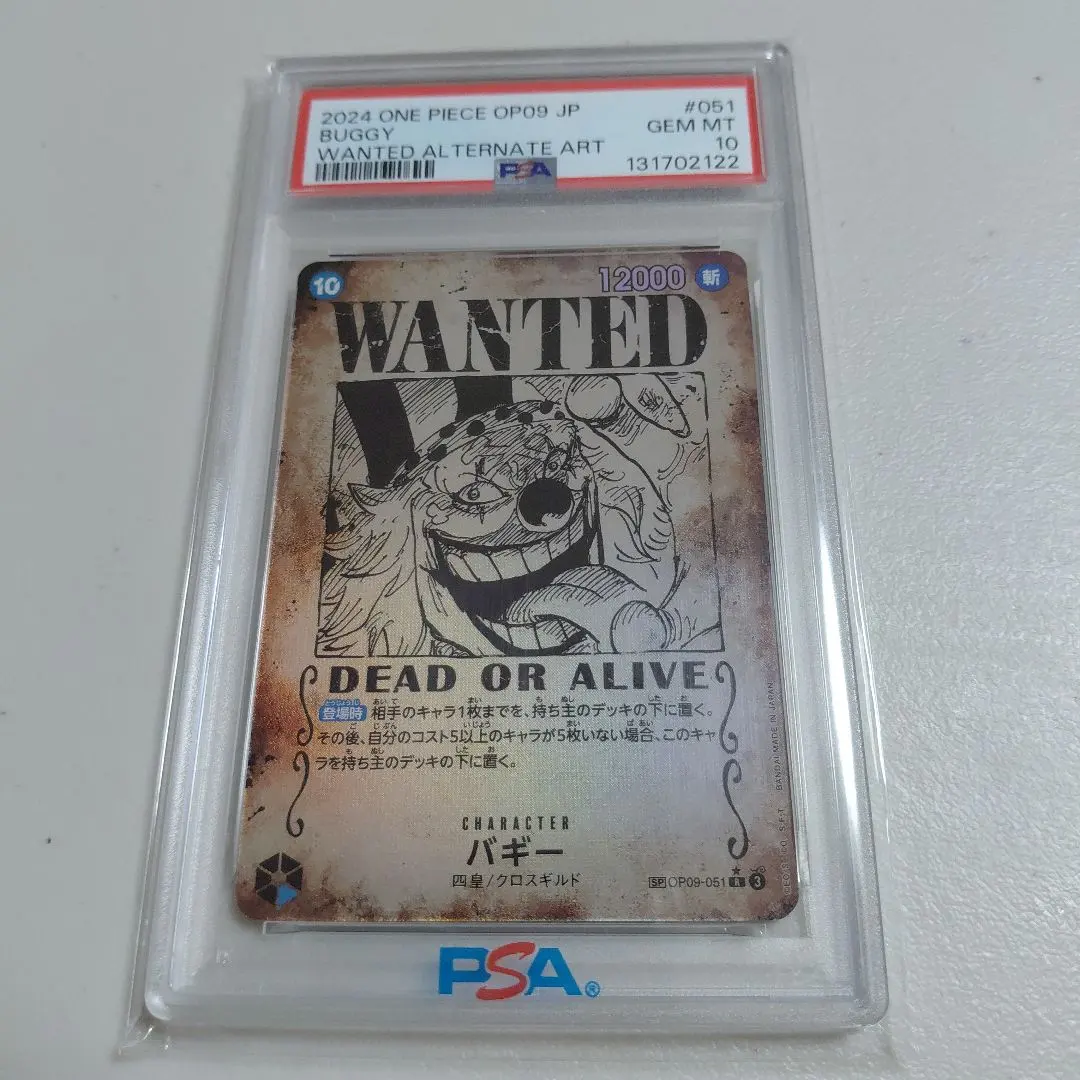 2024 ONE PIECE OP09 JP #051
BUGGY GEM MT
WANTED ALTERNATE ART 10
PSA 131702122
10 12000 斬
WANTED
DEAD OR ALIVE
登場時 相手のキャラ1枚までを、持ち主のデッキの下に置く。
その後、自分のコスト5以上のキャラが5枚いない場合、このキャ
ラを持ち主のデッキの下に置く。
CHARACTER
バギー
四皇/クロスギルド
SP OP09-051 R 3
BANDAI MADE IN JAPAN
PSA®